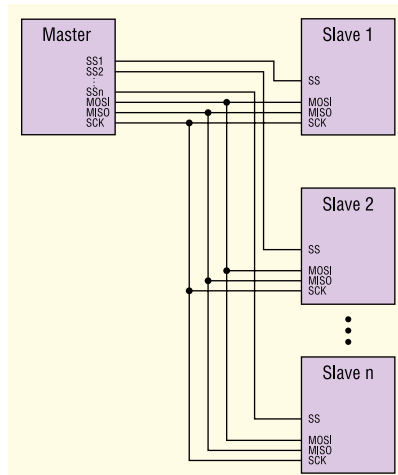 Master
SS1
SS2
SSn
MOSI
MISO
SCK
Slave 1
SS
MOSI
MISO
SCK
Slave 2
SS
MOSI
MISO
SCK
Slave n
SS
MOSI
MISO
SCK